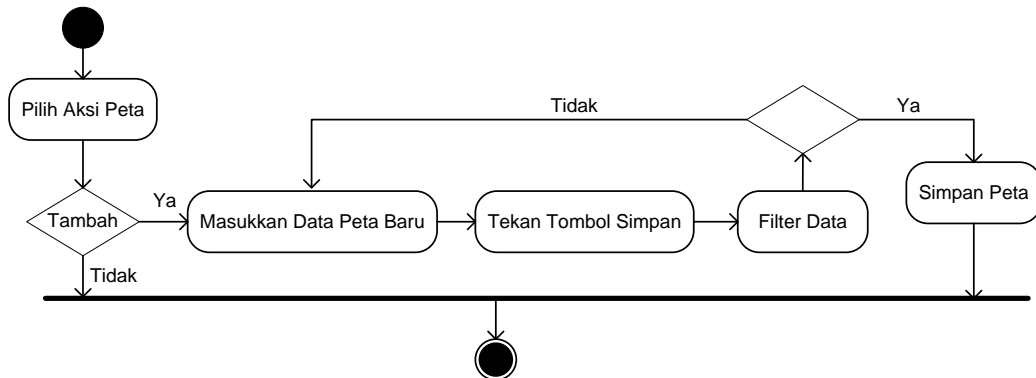 Pilih Aksi Peta
Tambah
Ya
Tidak
Masukkan Data Peta Baru
Tekan Tombol Simpan
Filter Data
Tidak
Ya
Simpan Peta